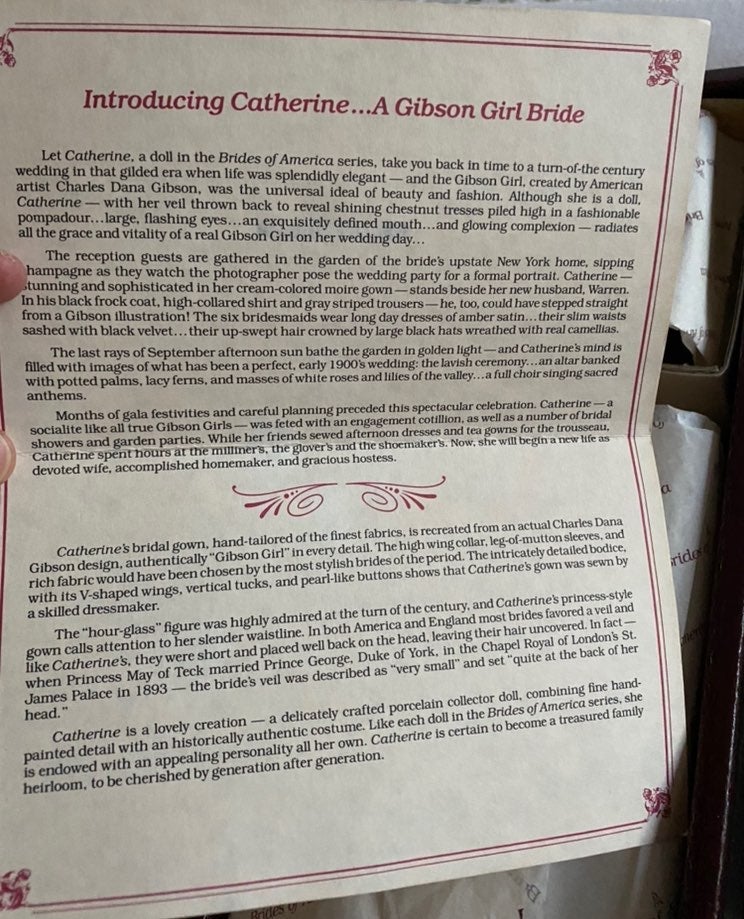 Introducing Catherine...A Gibson Girl Bride
Let Catherine, a doll in the Brides of America series, take you back in time to a turn-of-the century
wedding in that gilded era when life was splendidly elegant — and the Gibson Girl, created by American
artist Charles Dana Gibson, was the universal ideal of beauty and fashion. Although she is a doll,
Catherine — with her veil thrown back to reveal shining chestnut tresses piled high in a fashionable
pompadour...large, flashing eyes...an exquisitely defined mouth...and glowing complexion — radiates
all the grace and vitality of a real Gibson Girl on her wedding day...
The reception guests are gathered in the garden of the bride's upstate New York home, sipping
hampagne as they watch the photographer pose the wedding party for a formal portrait. Catherine —
stunning and sophisticated in her cream-colored moire gown — stands beside her new husband, Warren.
In his black frock coat, high-collared shirt and gray striped trousers — he, too, could have stepped straight
from a Gibson illustration! The six bridesmaids wear long day dresses of amber satin...their slim waists
sashed with black velvet...their up-swept hair crowned by large black hats wreathed with real camellias.
The last rays of September afternoon sun bathe the garden in golden light — and Catherine's mind is
filled with images of what has been a perfect, early 1900's wedding: the lavish ceremony...an altar banked
with potted palms, lacy ferns, and masses of white roses and lilies of the valley...a full choir singing sacred
anthems.
Months of gala festivities and careful planning preceded this spectacular celebration. Catherine — a
socialite like all true Gibson Girls — was feted with an engagement cotillion, as well as a number of bridal
showers and garden parties. While her friends sewed afternoon dresses and tea gowns for the trousseau,
Catherine spent hours at the milliner's, the glover's and the shoemaker's. Now, she will begin a new life as
devoted wife, accomplished homemaker, and gracious hostess.
Catherine's bridal gown, hand-tailored of the finest fabrics, is recreated from an actual Charles Dana
Gibson design, authentically "Gibson Girl" in every detail. The high wing collar, leg-of-mutton sleeves, and
rich fabric would have been chosen by the most stylish brides of the period. The intricately detailed bodice,
with its V-shaped wings, vertical tucks, and pearl-like buttons shows that Catherine's gown was sewn by
a skilled dressmaker.
The "hour-glass" figure was highly admired at the turn of the century, and Catherine's princess-style
gown calls attention to her slender waistline. In both America and England most brides favored a veil and
like Catherine's, they were short and placed well back on the head, leaving their hair uncovered. In fact —
when Princess May of Teck married Prince George, Duke of York, in the Chapel Royal of London's St.
James Palace in 1893 — the bride's veil was described as "very small" and set "quite at the back of her
head."
Catherine is a lovely creation — a delicately crafted porcelain collector doll, combining fine hand-
painted detail with an historically authentic costume. Like each doll in the Brides of America series, she
is endowed with an appealing personality all her own. Catherine is certain to become a treasured family
heirloom, to be cherished by generation after generation.
Brides of